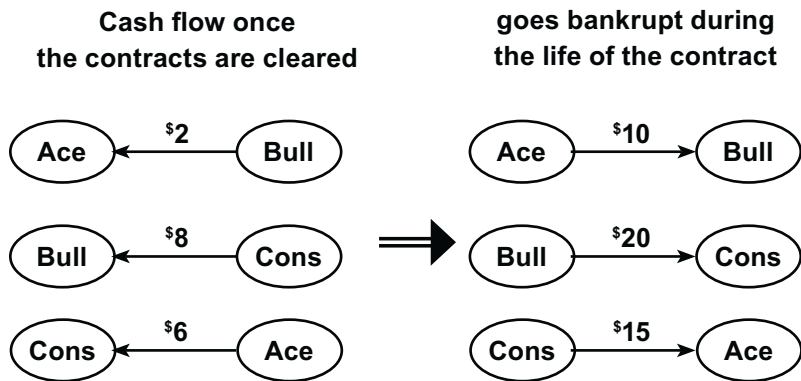 Cash flow once
the contracts are cleared
goes bankrupt during
the life of the contract
Ace $2 Bull
Ace $10 Bull
Bull $8 Cons
Bull $20 Cons
Cons $6 Ace
Cons $15 Ace